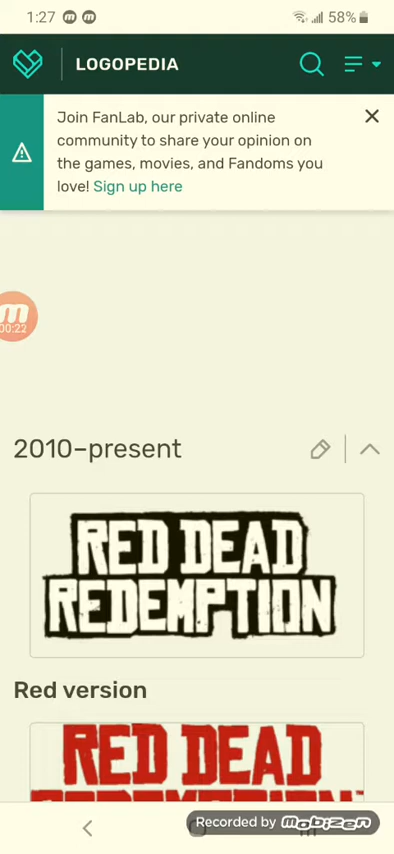 1:27
58%
LOGOPEDIA
Join FanLab, our private online
community to share your opinion on
the games, movies, and Fandoms you
love! Sign up here
00:22
2010–present
RED DEAD
REDEMPTION
Red version
RED DEAD
REDEMPTION
Recorded by mobizen